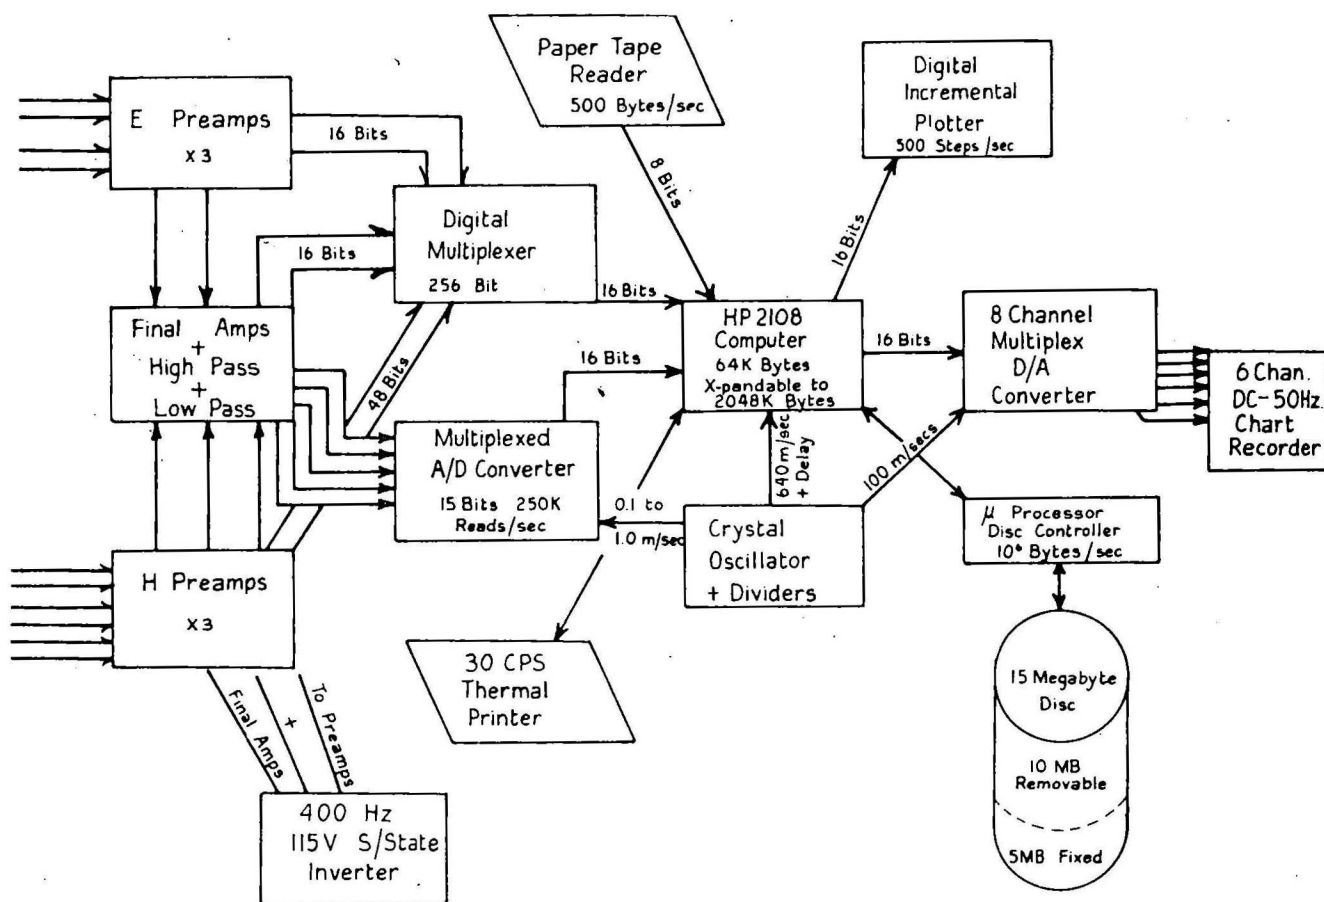 Paper Tape
Reader
500 Bytes/sec
Digital
Incremental
Plotter
500 Steps/sec
E Preamps
x3
16 Bits
8 Bits
16 Bits
Digital
Multiplexer
256 Bit
16 Bits
16 Bits
Final Amps
+
High Pass
+
Low Pass
48 Bits
HP 2108
Computer
64K Bytes
X-pandable to
2048K Bytes
16 Bits
8 Channel
Multiplex
D/A
Converter
6 Chan.
DC-50Hz.
Chart
Recorder
16 Bits
Multiplexed
A/D Converter
15 Bits 250K
Reads/sec
640 m/sec
+ Delay
100 m/secs
0.1 to
1.0 m/sec
Crystal
Oscillator
+ Dividers
μ Processor
Disc Controller
10⁶ Bytes/sec
H Preamps
x3
30 CPS
Thermal
Printer
15 Megabyte
Disc
10 MB
Removable
5MB Fixed
Final Amps
+
To Preamps
400 Hz
115V S/State
Inverter